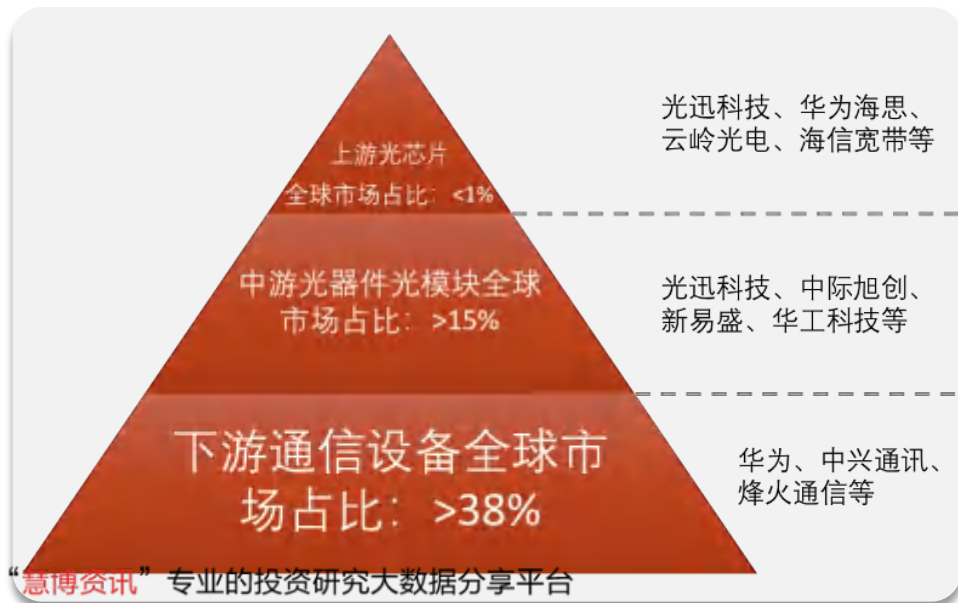 上游光芯片
全球市场占比：<1%
光迅科技、华为海思、
云岭光电、海信宽带等
中游光器件光模块全球
市场占比：>15%
光迅科技、中际旭创、
新易盛、华工科技等
下游通信设备全球市
场占比：>38%
华为、中兴通讯、
烽火通信等
“慧博资讯”专业的投资研究大数据分享平台